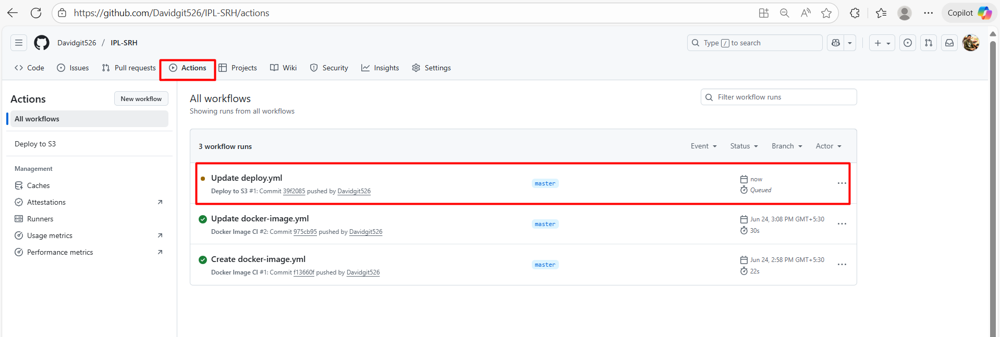 https://github.com/Davidgit526/IPL-SRH/actions
Copilot
Davidgit526 / IPL-SRH
Type / to search
Code
Issues
Pull requests
Actions
Projects
Wiki
Security
Insights
Settings
Actions
New workflow
All workflows
Deploy to S3
Management
Caches
Attestations
Runners
Usage metrics
Performance metrics
All workflows
Showing runs from all workflows
Filter workflow runs
3 workflow runs
Event
Status
Branch
Actor
Update deploy.yml
Deploy to S3 #1: Commit 39f2085 pushed by Davidgit526
master
now
Queued
Update docker-image.yml
Docker Image CI #2: Commit 975cb95 pushed by Davidgit526
master
Jun 24, 3:08 PM GMT+5:30
30s
Create docker-image.yml
Docker Image CI #1: Commit f13660f pushed by Davidgit526
master
Jun 24, 2:58 PM GMT+5:30
22s